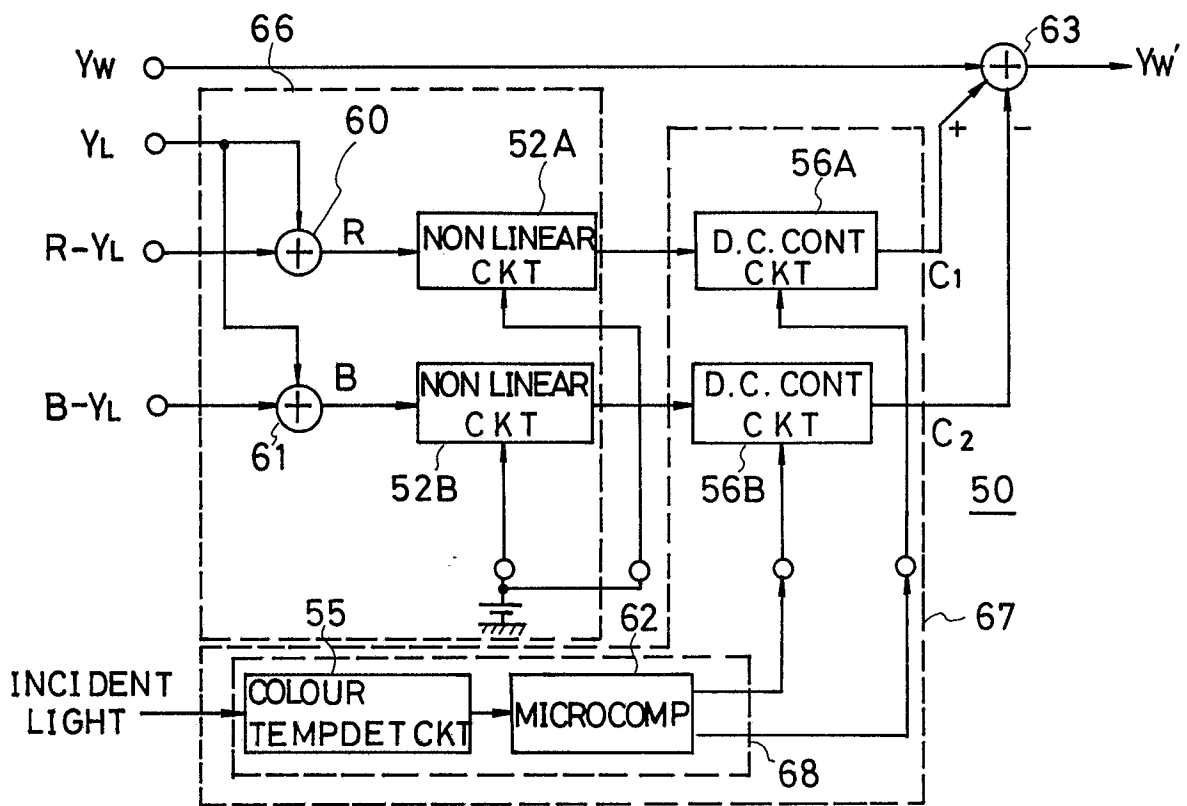 66
63
YW
YW'
YL
60
52A
56A
+
−
R-YL
+
R
NON LINEAR
CKT
D.C. CONT
CKT
C1
B-YL
+
B
NON LINEAR
CKT
D.C. CONT
CKT
C2
61
52B
56B
50
55
62
67
INCIDENT
LIGHT
COLOUR
TEMPDET CKT
MICROCOMP
68